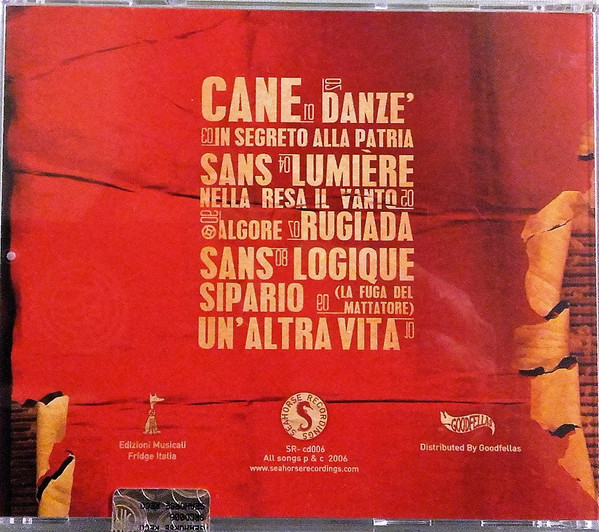 CANE 01 02 DANZE'
03 IN SEGRETO ALLA PATRIA
SANS 04 LUMIÈRE
NELLA RESA IL VANTO 05
06 ALGORE 07 RUGIADA
SANS 08 LOGIQUE
SIPARIO 09 (LA FUGA DEL
MATTATORE)
UN'ALTRA VITA 10
Edizioni Musicali
Fridge Italia
SEAHORSE RECORDINGS
SR- cd006
All songs p & c 2006
www.seahorserecordings.com
GOODFELLAS
Distributed By Goodfellas